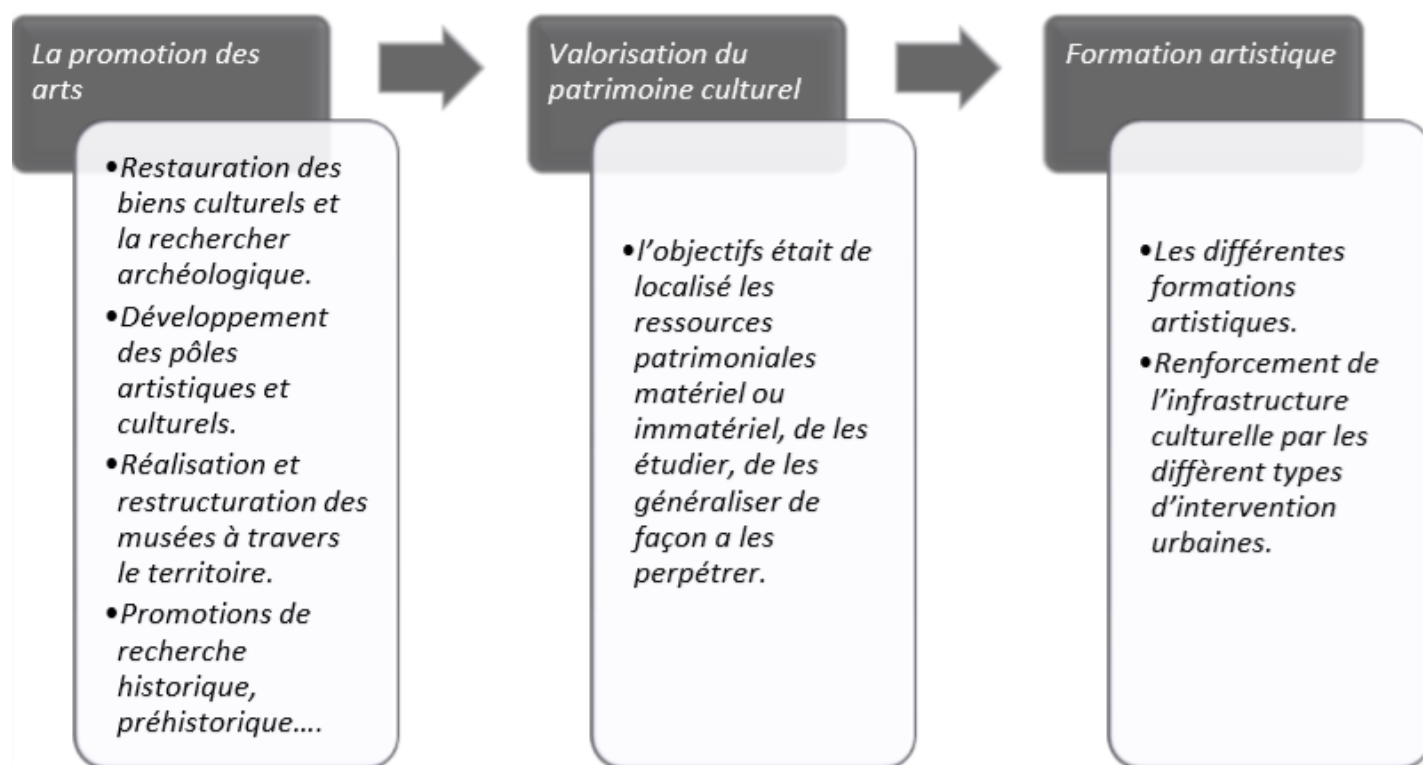 La promotion des
arts
•Restauration des
biens culturels et
la rechercher
archéologique.
•Développement
des pôles
artistiques et
culturels.
•Réalisation et
restructuration des
musées à travers
le territoire.
•Promotions de
recherche
historique,
préhistorique….
Valorisation du
patrimoine culturel
•l’objectifs était de
localisé les
ressources
patrimoniales
matériel ou
immatériel, de les
étudier, de les
généraliser de
façon a les
perpétrer.
Formation artistique
•Les différentes
formations
artistiques.
•Renforcement de
l’infrastructure
culturelle par les
diffèrent types
d’intervention
urbaines.